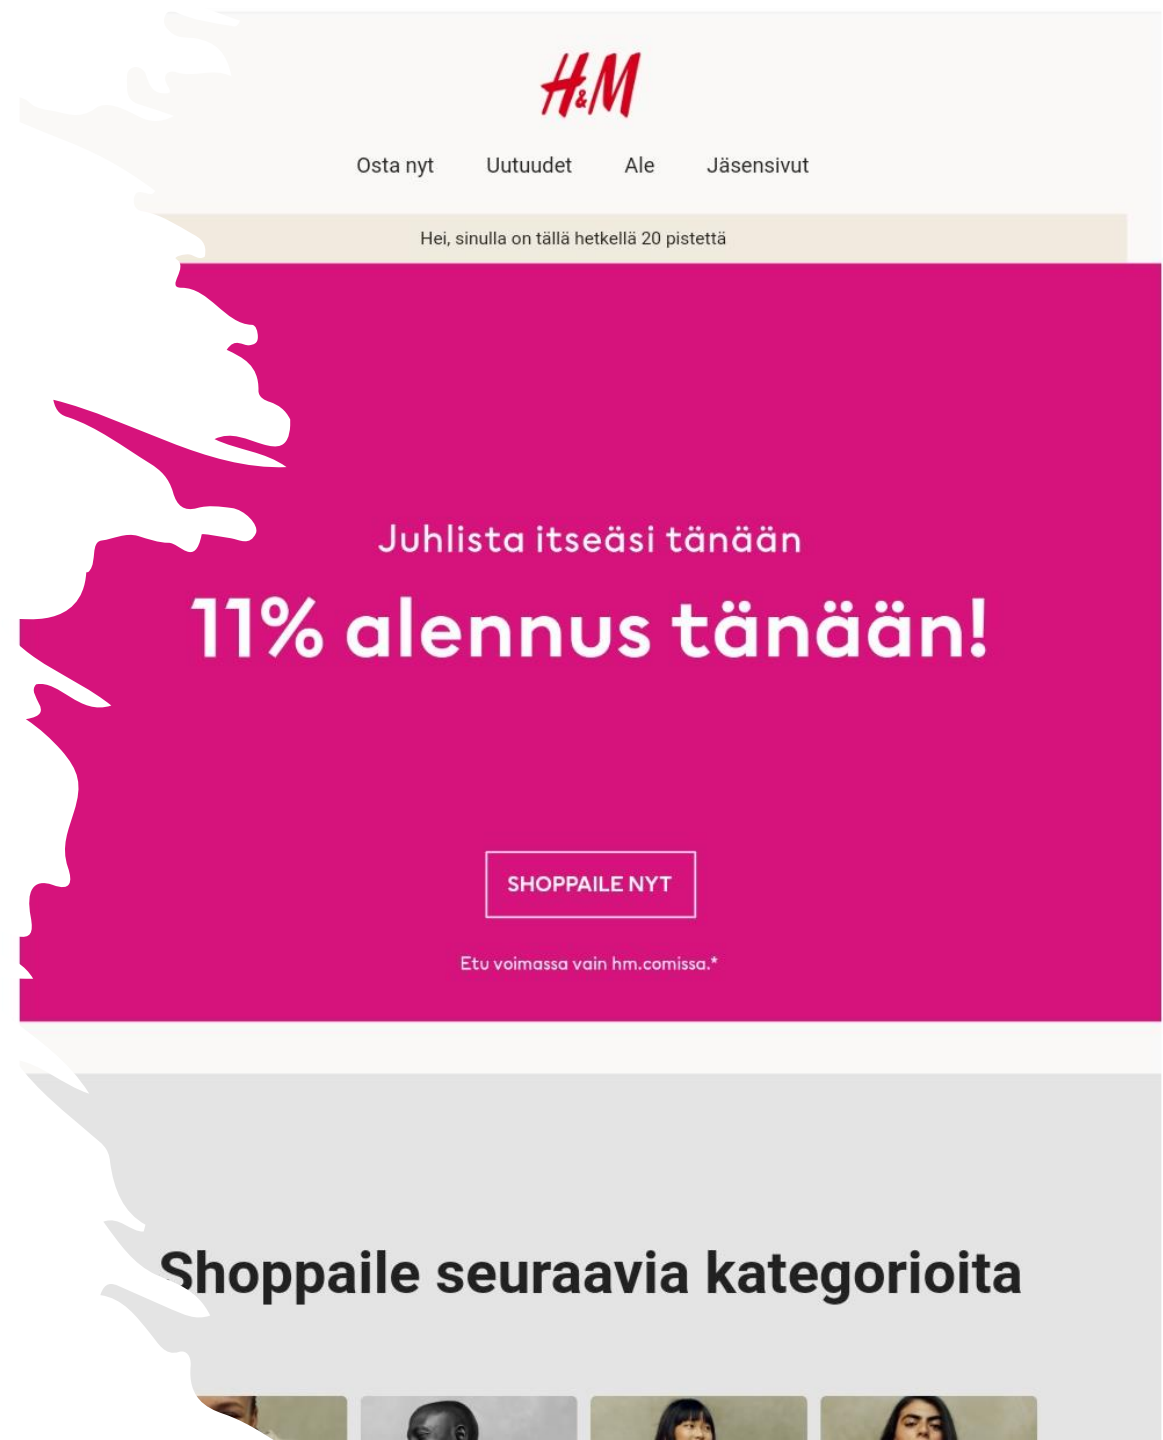 H&M
Osta nyt Uutuudet Ale Jäsensivut
Hei, sinulla on tällä hetkellä 20 pistettä
Juhlista itseäsi tänään
11% alennus tänään!
SHOPPAILE NYT
Etu voimassa vain hm.comissa.*
Shoppaile seuraavia kategorioita